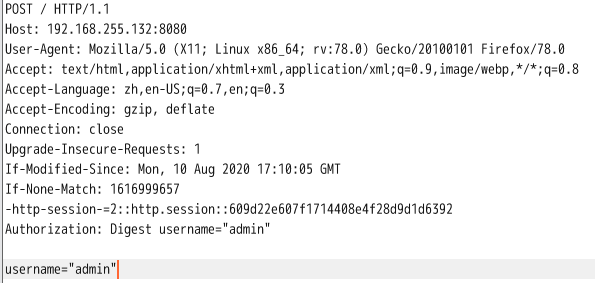 POST / HTTP/1.1
Host: 192.168.255.132:8080
User-Agent: Mozilla/5.0 (X11; Linux x86_64; rv:78.0) Gecko/20100101 Firefox/78.0
Accept: text/html,application/xhtml+xml,application/xml;q=0.9,image/webp,*/*;q=0.8
Accept-Language: zh,en-US;q=0.7,en;q=0.3
Accept-Encoding: gzip, deflate
Connection: close
Upgrade-Insecure-Requests: 1
If-Modified-Since: Mon, 10 Aug 2020 17:10:05 GMT
If-None-Match: 1616999657
-http-session-=2::http.session::609d22e607f1714408e4f28d9d1d6392
Authorization: Digest username="admin"
username="admin"